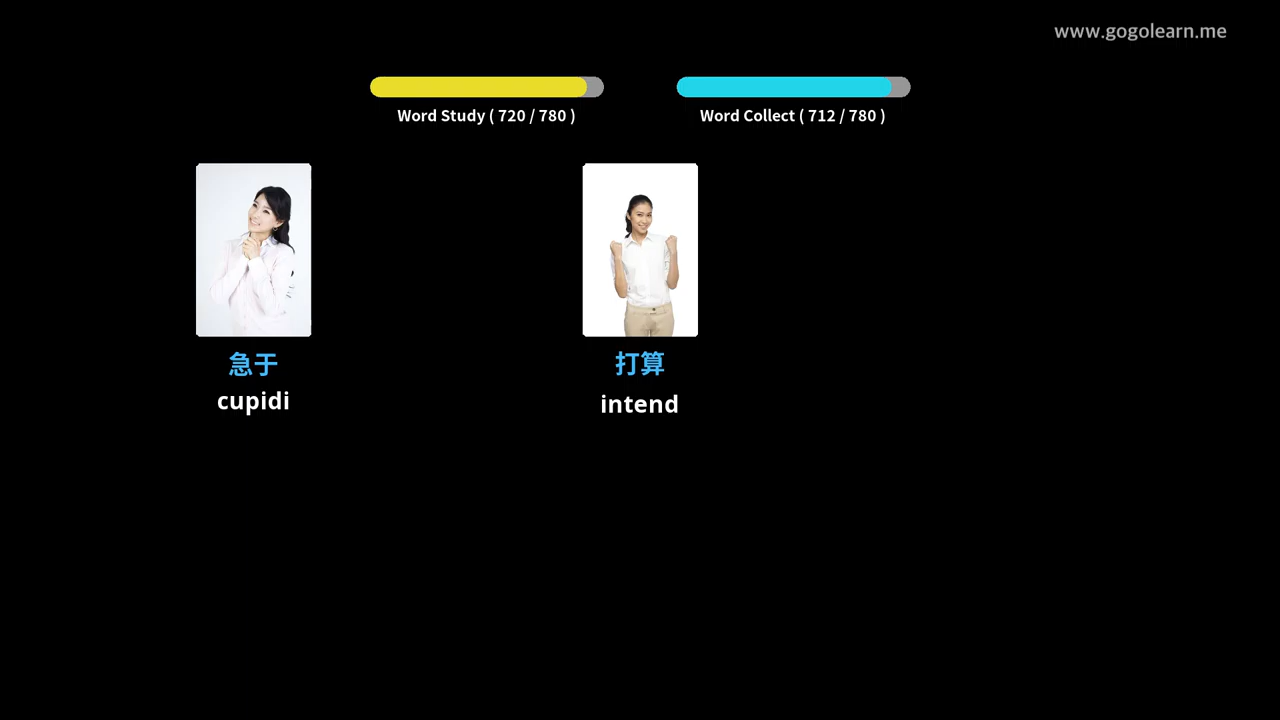 www.gogolearn.me
Word Study ( 720 / 780 )
Word Collect ( 712 / 780 )
急于
cupidi
打算
intend